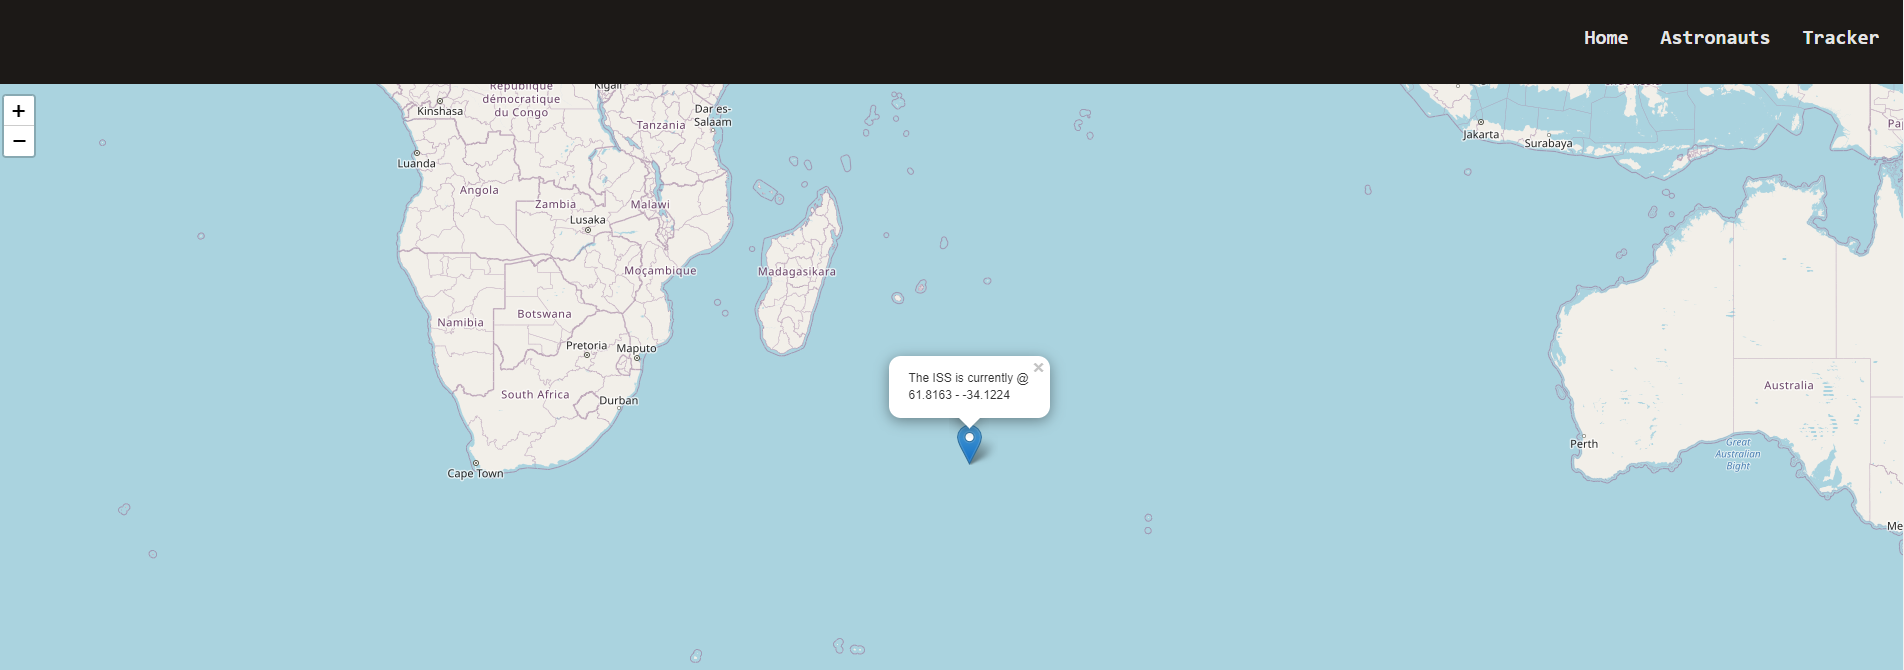 Home Astronauts Tracker
+
−
République
démocratique
du Congo
Kigali
Kinshasa
Dar es-
Salaam
Tanzania
Jakarta
Surabaya
Luanda
Angola
Zambia
Malawi
Lusaka
Moçambique
Madagasikara
Botswana
Namibia
Pretoria
Maputo
The ISS is currently @
61.8163 - -34.1224
×
South Africa
Durban
Australia
Perth
Great
Australian
Bight
Cape Town